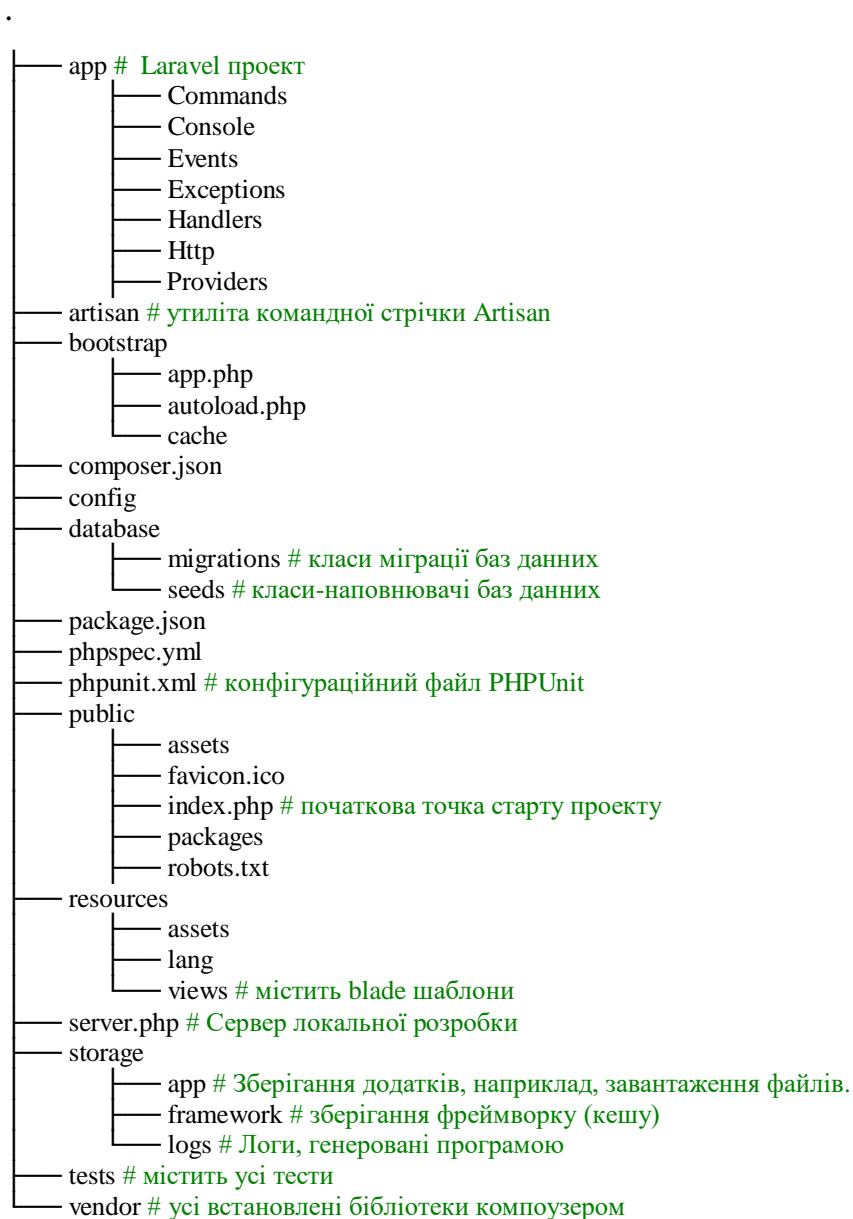 .
├── app #  Laravel проект
├── Commands
├── Console
├── Events
├── Exceptions
├── Handlers
├── Http
├── Providers
├── artisan # утиліта командної стрічки Artisan
├── bootstrap
├── app.php
├── autoload.php
└── cache
├── composer.json
├── config
├── database
├── migrations # класи міграції баз данних
└── seeds # класи-наповнювачі баз данних
├── package.json
├── phpspec.yml
├── phpunit.xml # конфігураційний файл PHPUnit
├── public
├── assets
├── favicon.ico
├── index.php # початкова точка старту проекту
├── packages
├── robots.txt
├── resources
├── assets
├── lang
└── views # містить blade шаблони
├── server.php # Сервер локальної розробки
├── storage
├── app # Зберігання додатків, наприклад, завантаження файлів.
├── framework # зберігання фреймворку (кешу)
└── logs # Логи, генеровані програмою
├── tests # містить усі тести
└── vendor # усі встановлені бібліотеки компоузером